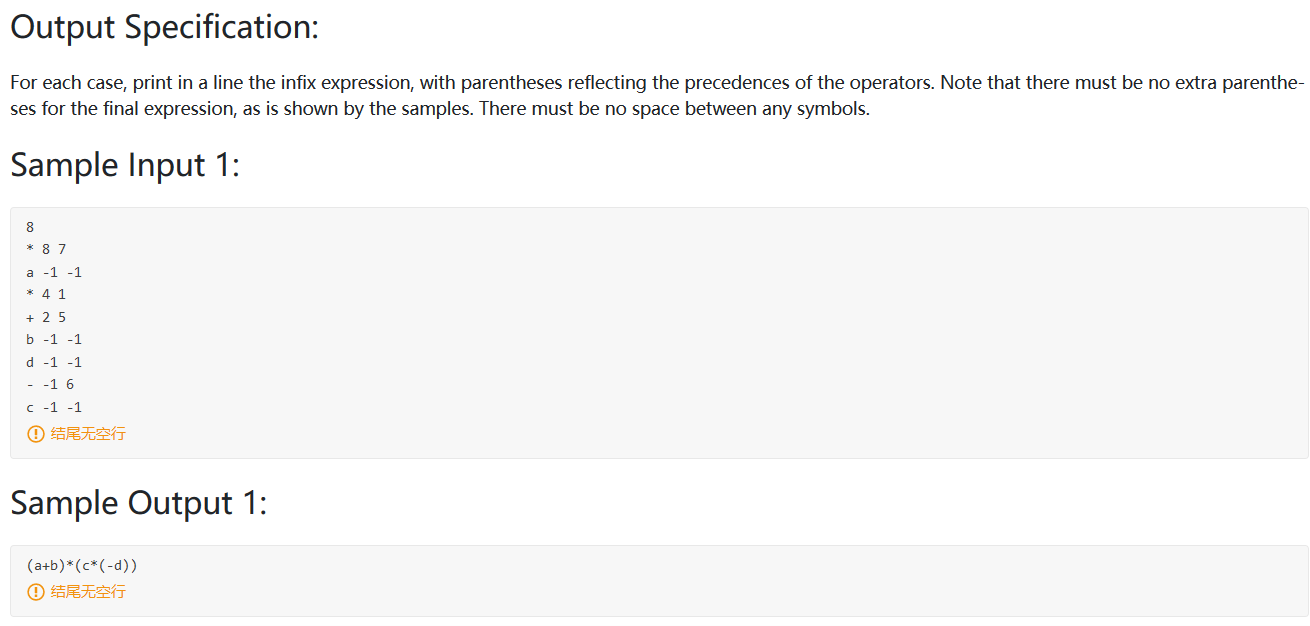 Output Specification:
For each case, print in a line the infix expression, with parentheses reflecting the precedences of the operators. Note that there must be no extra parenthe-
ses for the final expression, as is shown by the samples. There must be no space between any symbols.
Sample Input 1:
8
* 8 7
a -1 -1
* 4 1
+ 2 5
b -1 -1
d -1 -1
- -1 6
c -1 -1
结尾无空行
Sample Output 1:
(a+b)*(c*(-d))
结尾无空行